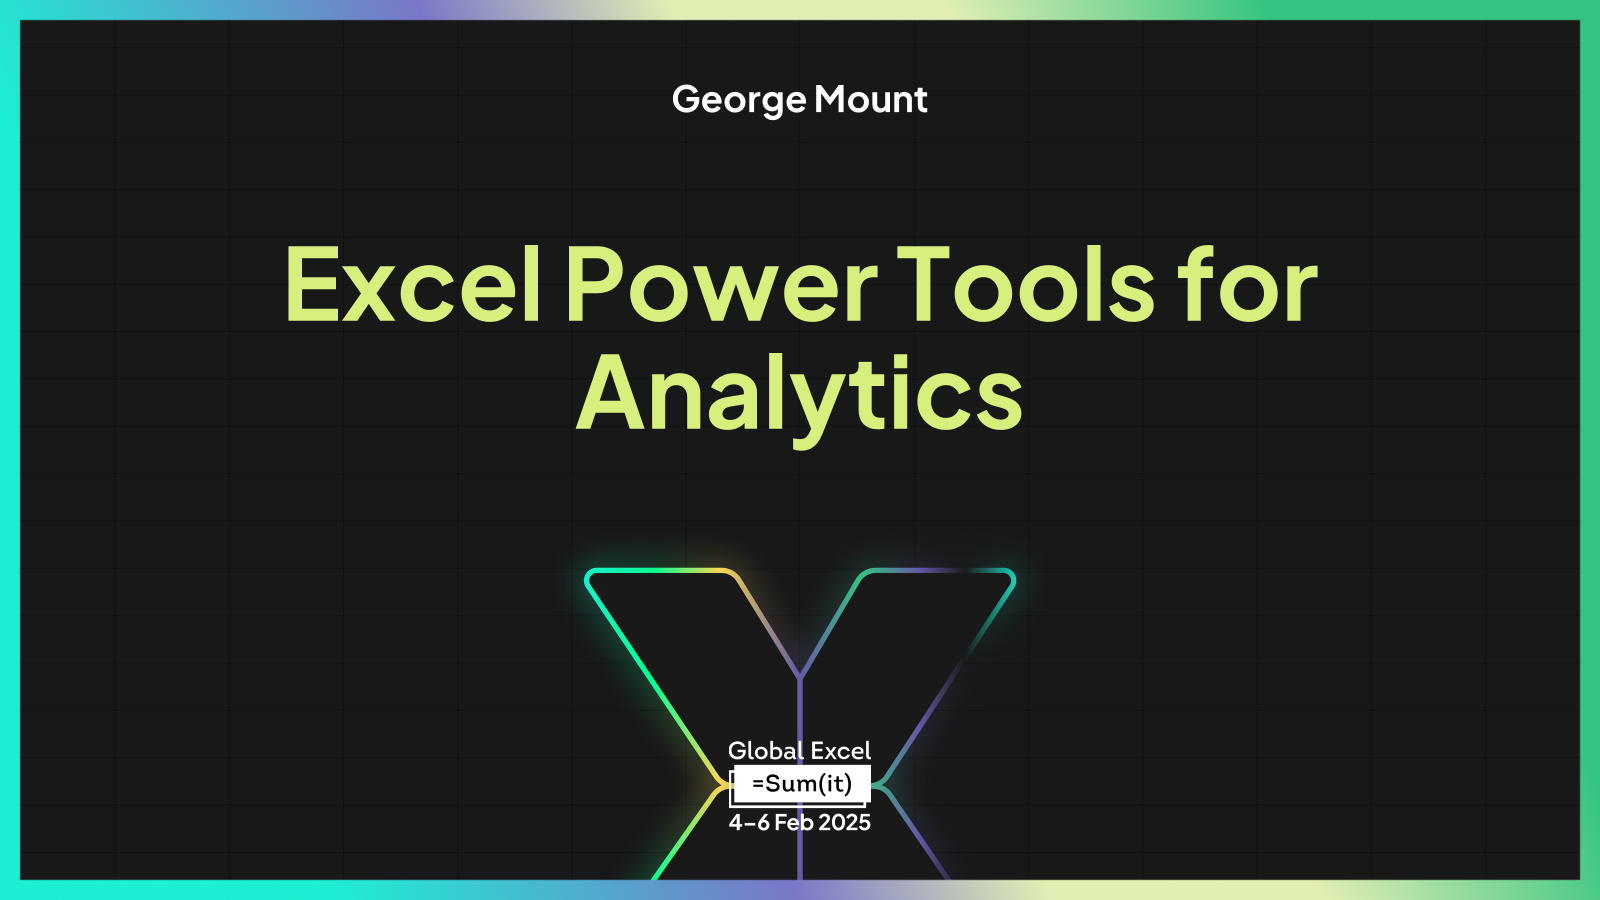 George Mount
Excel Power Tools for
Analytics
Global Excel
=Sum(it)
4–6 Feb 2025